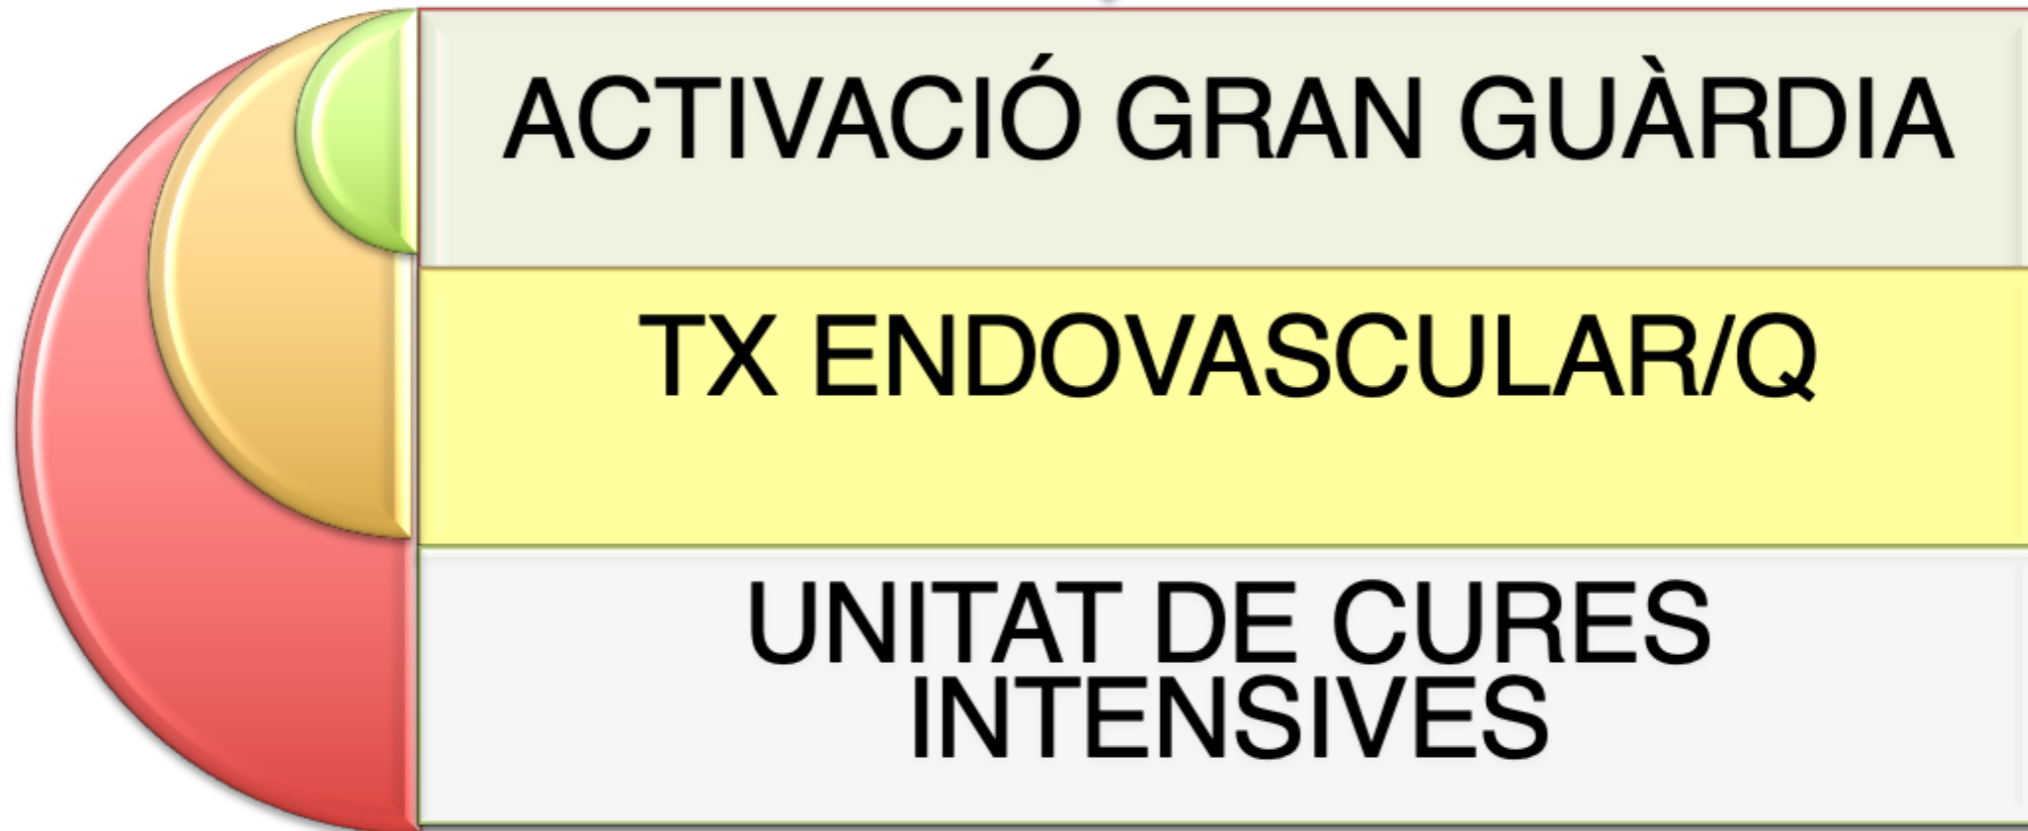 ACTIVACIÓ GRAN GUÀRDIA
TX ENDOVASCULAR/Q
UNITAT DE CURES
INTENSIVES